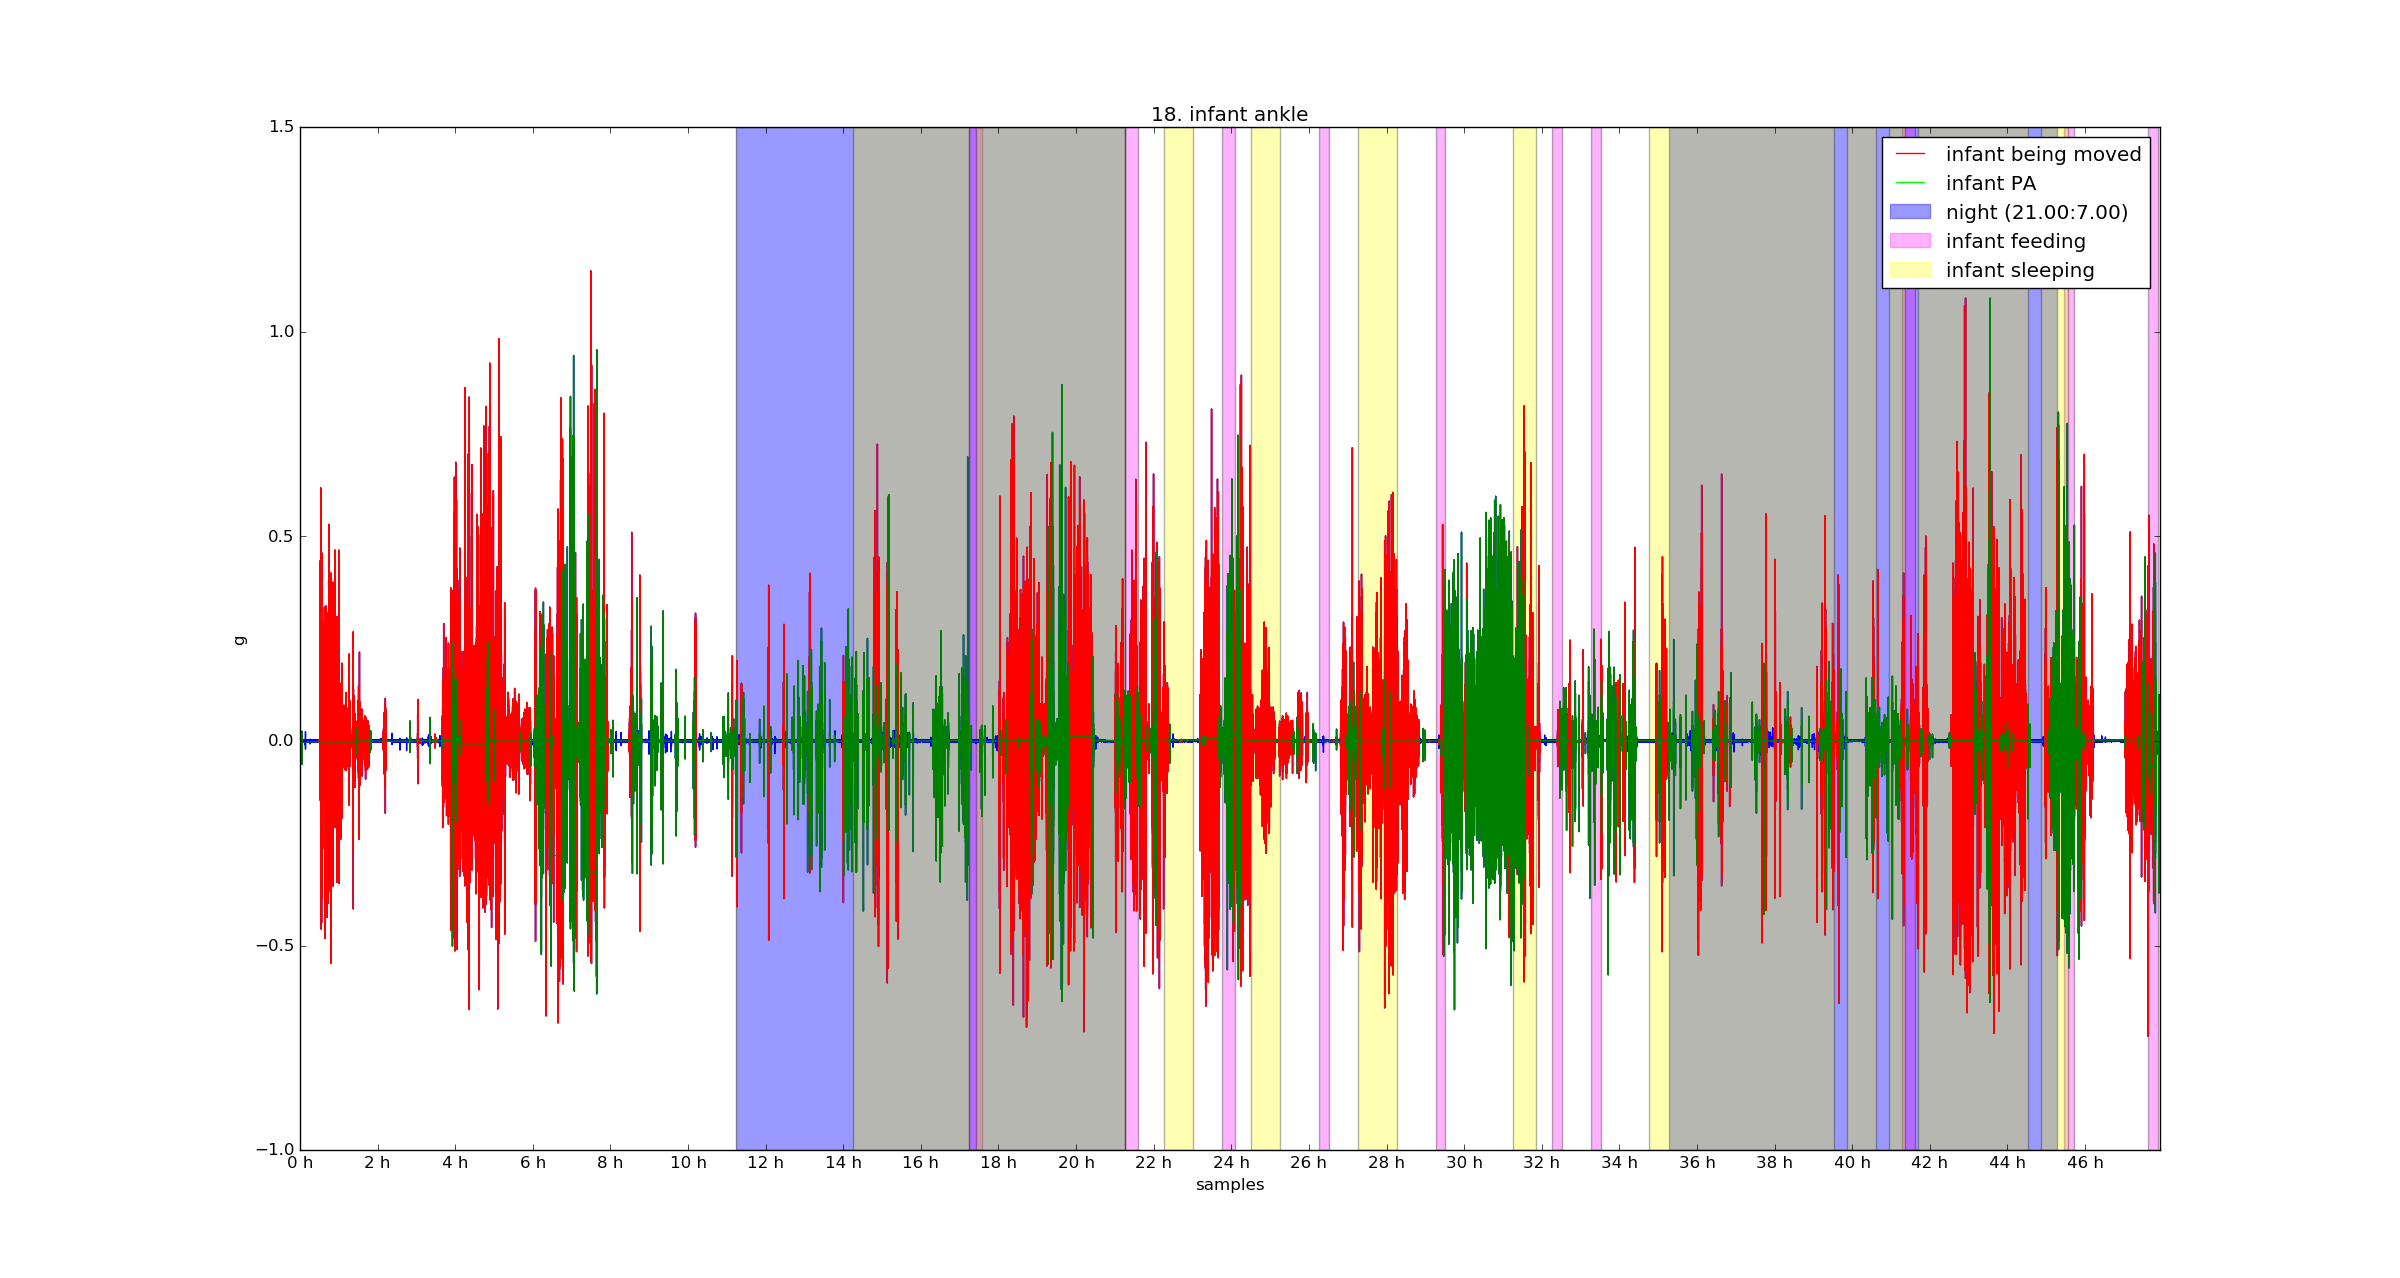 18. infant ankle
1.5
1.0
0.5
0.0
−0.5
−1.0
g
infant being moved
infant PA
night (21.00:7.00)
infant feeding
infant sleeping
0 h 2 h 4 h 6 h 8 h 10 h 12 h 14 h 16 h 18 h 20 h 22 h 24 h 26 h 28 h 30 h 32 h 34 h 36 h 38 h 40 h 42 h 44 h 46 h
samples